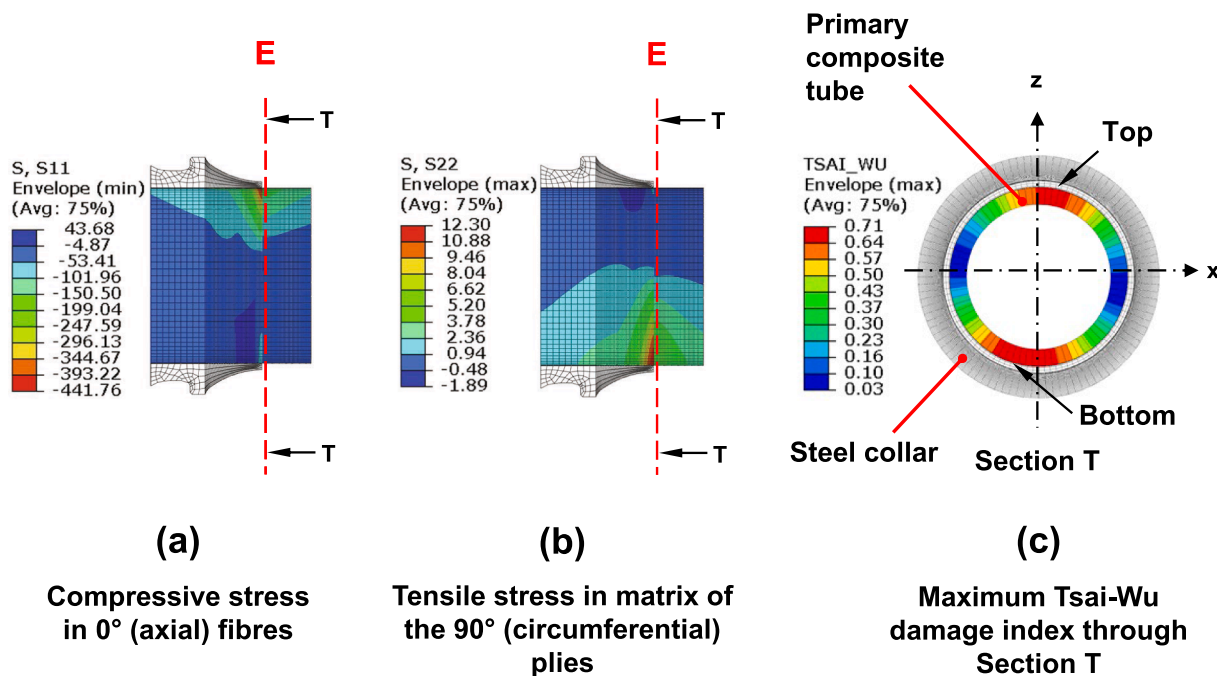 E
T
S, S11
Envelope (min)
(Avg: 75%)
43.68
-4.87
-53.41
-101.96
-150.50
-199.04
-247.59
-296.13
-344.67
-393.22
-441.76
T
(a)
Compressive stress
in 0° (axial) fibres
E
T
S, S22
Envelope (max)
(Avg: 75%)
12.30
10.88
9.46
8.04
6.62
5.20
3.78
2.36
0.94
-0.48
-1.89
T
(b)
Tensile stress in matrix of
the 90° (circumferential)
plies
Primary
composite
tube
z
Top
TSAI_WU
Envelope (max)
(Avg: 75%)
0.71
0.64
0.57
0.50
0.43
0.37
0.30
0.23
0.16
0.10
0.03
x
Bottom
Steel collar
Section T
(c)
Maximum Tsai-Wu
damage index through
Section T